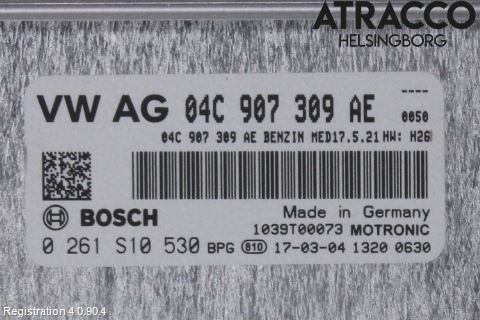 ATRACCO
HELSINGBORG
----
VW AG 04C 907 309 AE 0050
04C 907 309 AE BENZIN MED17.5.21 HW: H26
BOSCH
Made in Germany
1039T00073 MOTRONIC
0 261 S10 530 BPG 810 17-03-04 1320 0630
Registration 4.0.90.4